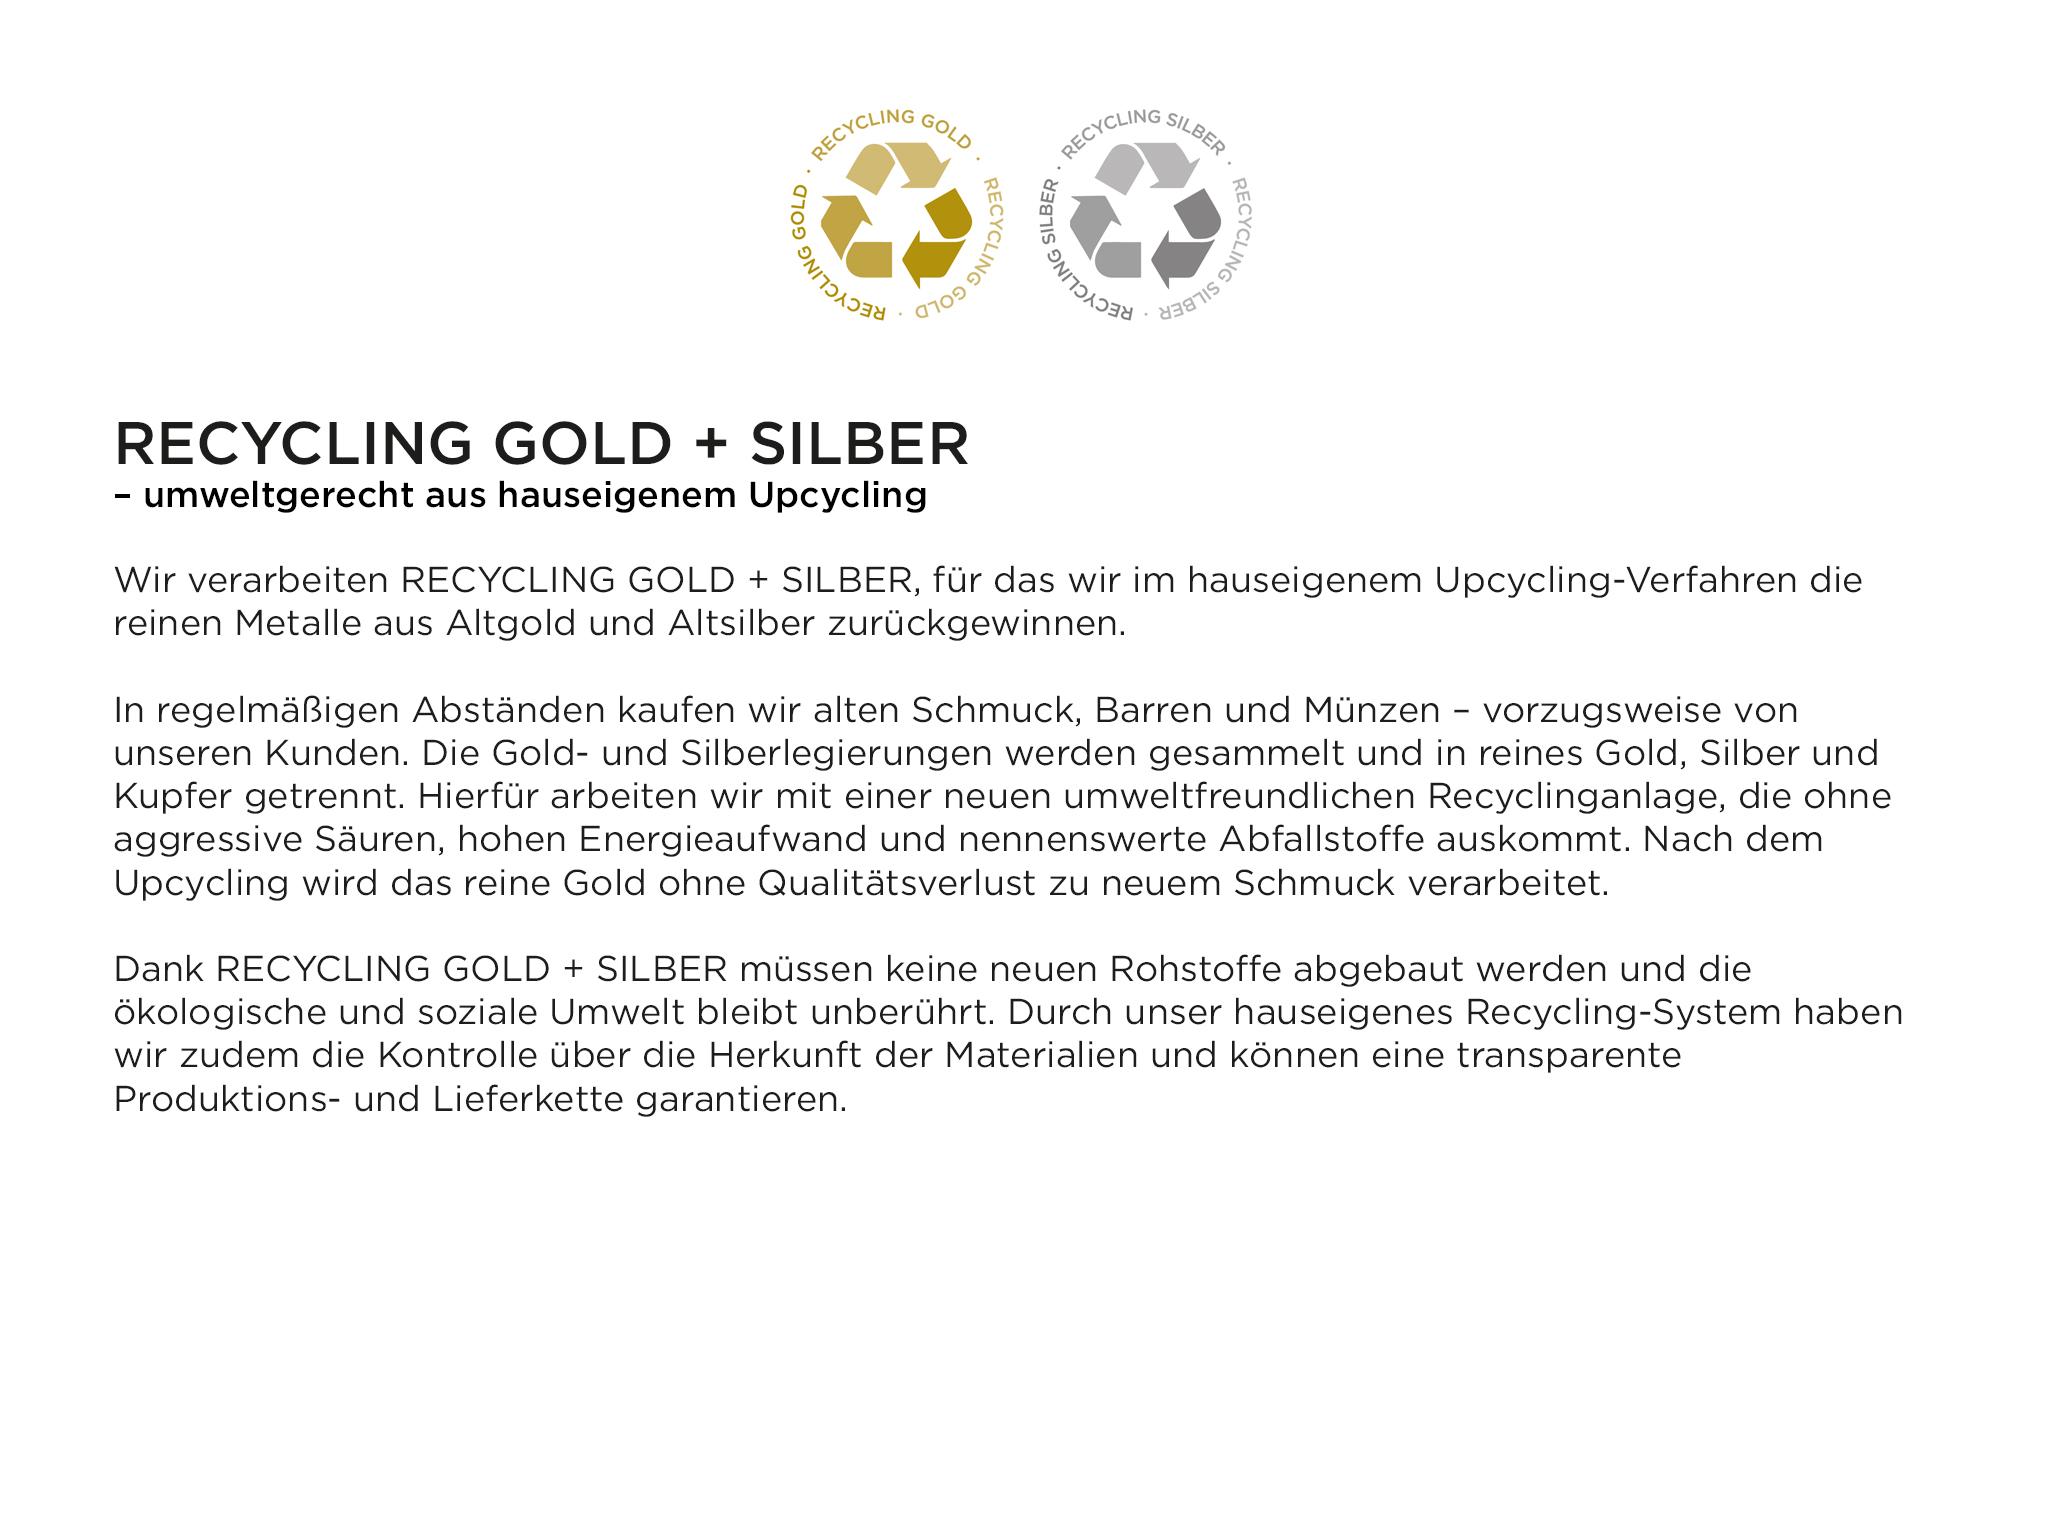 RECYCLING GOLD · RECYCLING GOLD · RECYCLING GOLD ·
RECYCLING SILBER · RECYCLING SILBER · RECYCLING SILBER ·
RECYCLING GOLD + SILBER
– umweltgerecht aus hauseigenem Upcycling
Wir verarbeiten RECYCLING GOLD + SILBER, für das wir im hauseigenem Upcycling-Verfahren die
reinen Metalle aus Altgold und Altsilber zurückgewinnen.
In regelmäßigen Abständen kaufen wir alten Schmuck, Barren und Münzen – vorzugsweise von
unseren Kunden. Die Gold- und Silberlegierungen werden gesammelt und in reines Gold, Silber und
Kupfer getrennt. Hierfür arbeiten wir mit einer neuen umweltfreundlichen Recyclinganlage, die ohne
aggressive Säuren, hohen Energieaufwand und nennenswerte Abfallstoffe auskommt. Nach dem
Upcycling wird das reine Gold ohne Qualitätsverlust zu neuem Schmuck verarbeitet.
Dank RECYCLING GOLD + SILBER müssen keine neuen Rohstoffe abgebaut werden und die
ökologische und soziale Umwelt bleibt unberührt. Durch unser hauseigenes Recycling-System haben
wir zudem die Kontrolle über die Herkunft der Materialien und können eine transparente
Produktions- und Lieferkette garantieren.